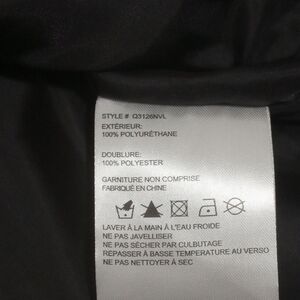 STYLE # Q3126NVL
EXTÉRIEUR:
100% POLYURÉTHANE
DOUBLURE:
100% POLYESTER
GARNITURE NON COMPRISE
FABRIQUÉ EN CHINE
LAVER À LA MAIN À L'EAU FROIDE
NE PAS JAVELLISER
NE PAS SÉCHER PAR CULBUTAGE
REPASSER À BASSE TEMPERATURE AU VERSO
NE PAS NETTOYER À SEC